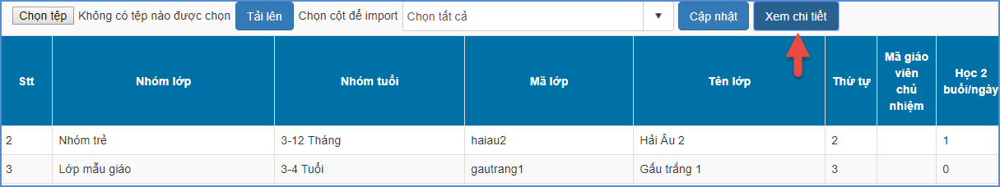 Chọn tệp Không có tệp nào được chọn Tải lên Chọn cột để import Chọn tất cả Cập nhật Xem chi tiết
Stt Nhóm lớp Nhóm tuổi Mã lớp Tên lớp Thứ tự Mã giáo viên chủ nhiệm Học 2 buổi/ngày
2 Nhóm trẻ 3-12 Tháng haiau2 Hải Âu 2 2 1
3 Lớp mẫu giáo 3-4 Tuổi gautrang1 Gấu trắng 1 3 0